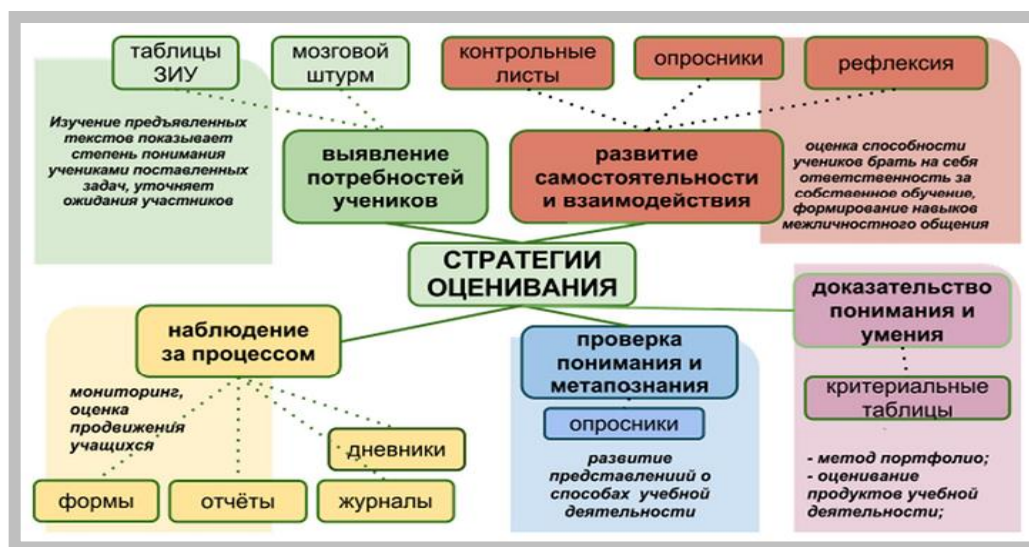 таблицы
ЗИУ
мозговой
штурм
контрольные
листы
опросники
рефлексия
Изучение предъявленных
текстов показывает
степень понимания
учениками поставленных
задач, уточняет
ожидания участников
выявление
потребностей
учеников
развитие
самостоятельности
и взаимодействия
оценка способности
учеников брать на себя
ответственность за
собственное обучение,
формирование навыков
межличностного общения
СТРАТЕГИИ
ОЦЕНИВАНИЯ
наблюдение
за процессом
мониторинг,
оценка
продвижения
учащихся
дневники
формы
отчёты
журналы
проверка
понимания и
метапознания
опросники
развитие
представлениий о
способах учебной
деятельности
доказательство
понимания и
умения
критериальные
таблицы
- метод портфолио;
- оценивание
продуктов учебной
деятельности;